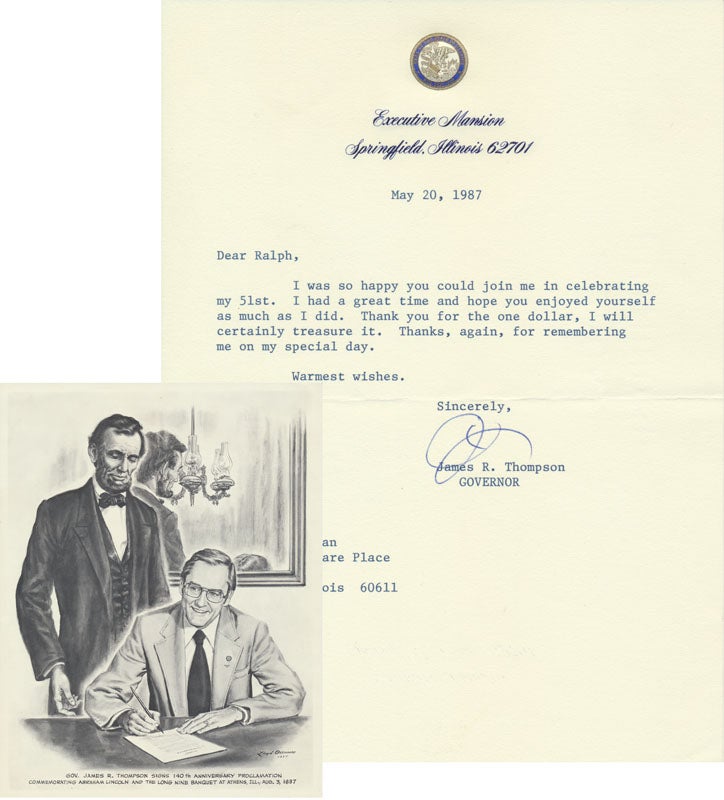 Executive Mansion
Springfield, Illinois 62701
May 20, 1987
Dear Ralph,
I was so happy you could join me in celebrating
my 51st. I had a great time and hope you enjoyed yourself
as much as I did. Thank you for the one dollar, I will
certainly treasure it. Thanks, again, for remembering
me on my special day.
Warmest wishes.
Sincerely,
James R. Thompson
GOVERNOR
an
are Place
ois 60611
GOV. JAMES R. THOMPSON SIGNS 140th ANNIVERSARY PROCLAMATION
COMMEMORATING ABRAHAM LINCOLN AND THE LONG NINE BANQUET AT ATHENS, ILL., AUG. 3, 1837